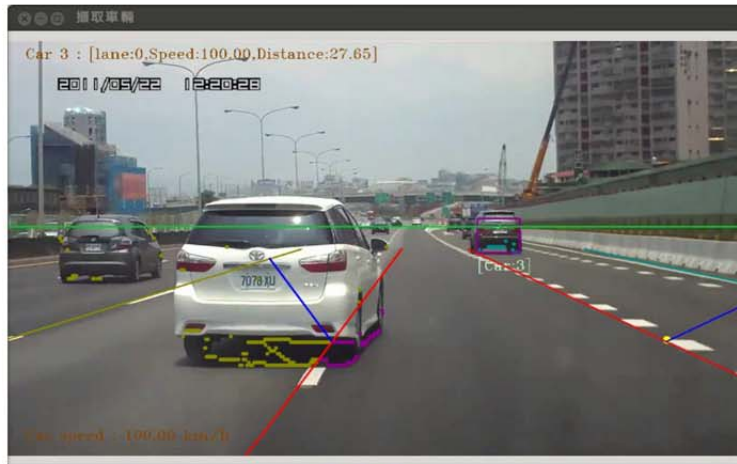 擷取車輛
Car 3 : [lane:0,Speed:100.00,Distance:27.65]
2011/05/22 12:20:28
[Car:3]
7078 XU
Car speed : 100.00 km/h